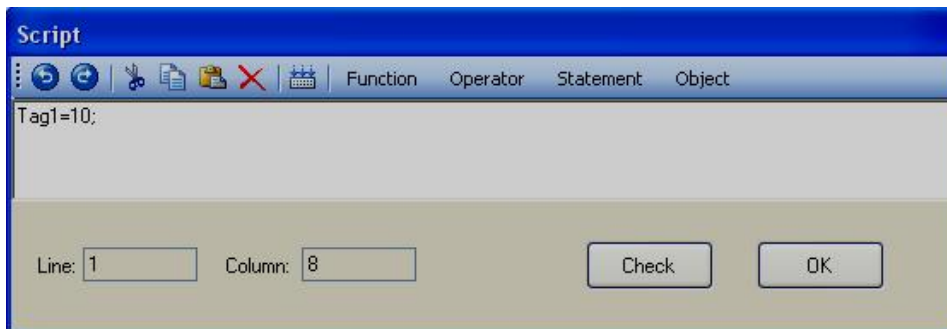 Script
Function Operator Statement Object
Tag1=10;
Line: 1 Column: 8 Check OK